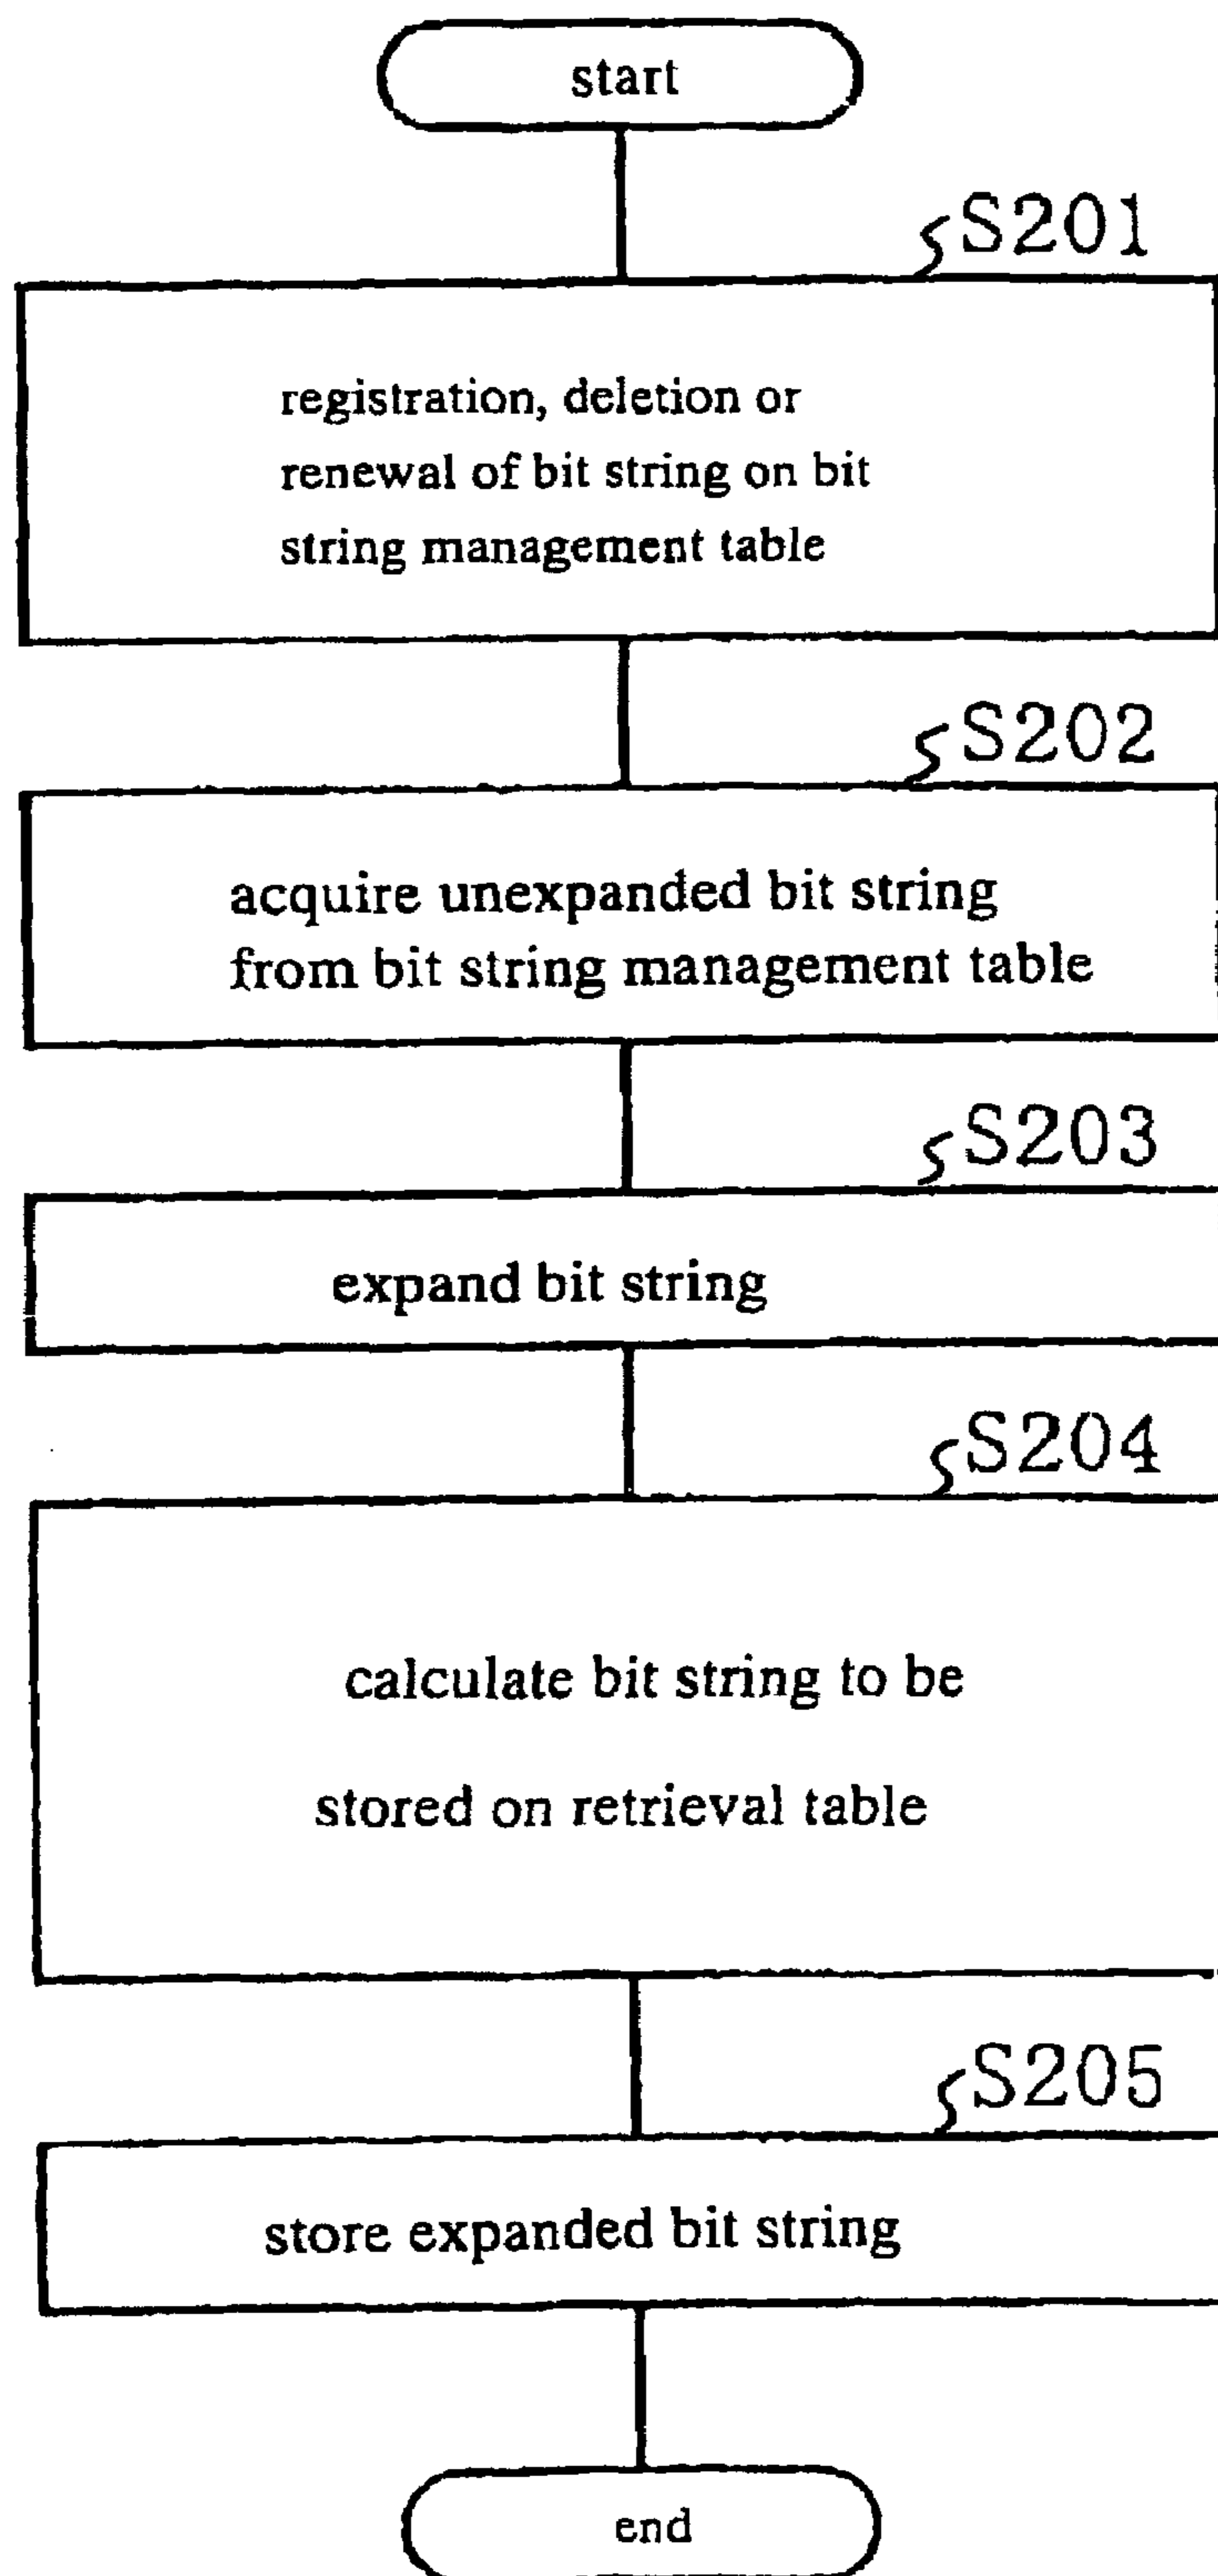 start
S201
registration, deletion or
renewal of bit string on bit
string management table
S202
acquire unexpanded bit string
from bit string management table
S203
expand bit string
S204
calculate bit string to be
stored on retrieval table
S205
store expanded bit string
end